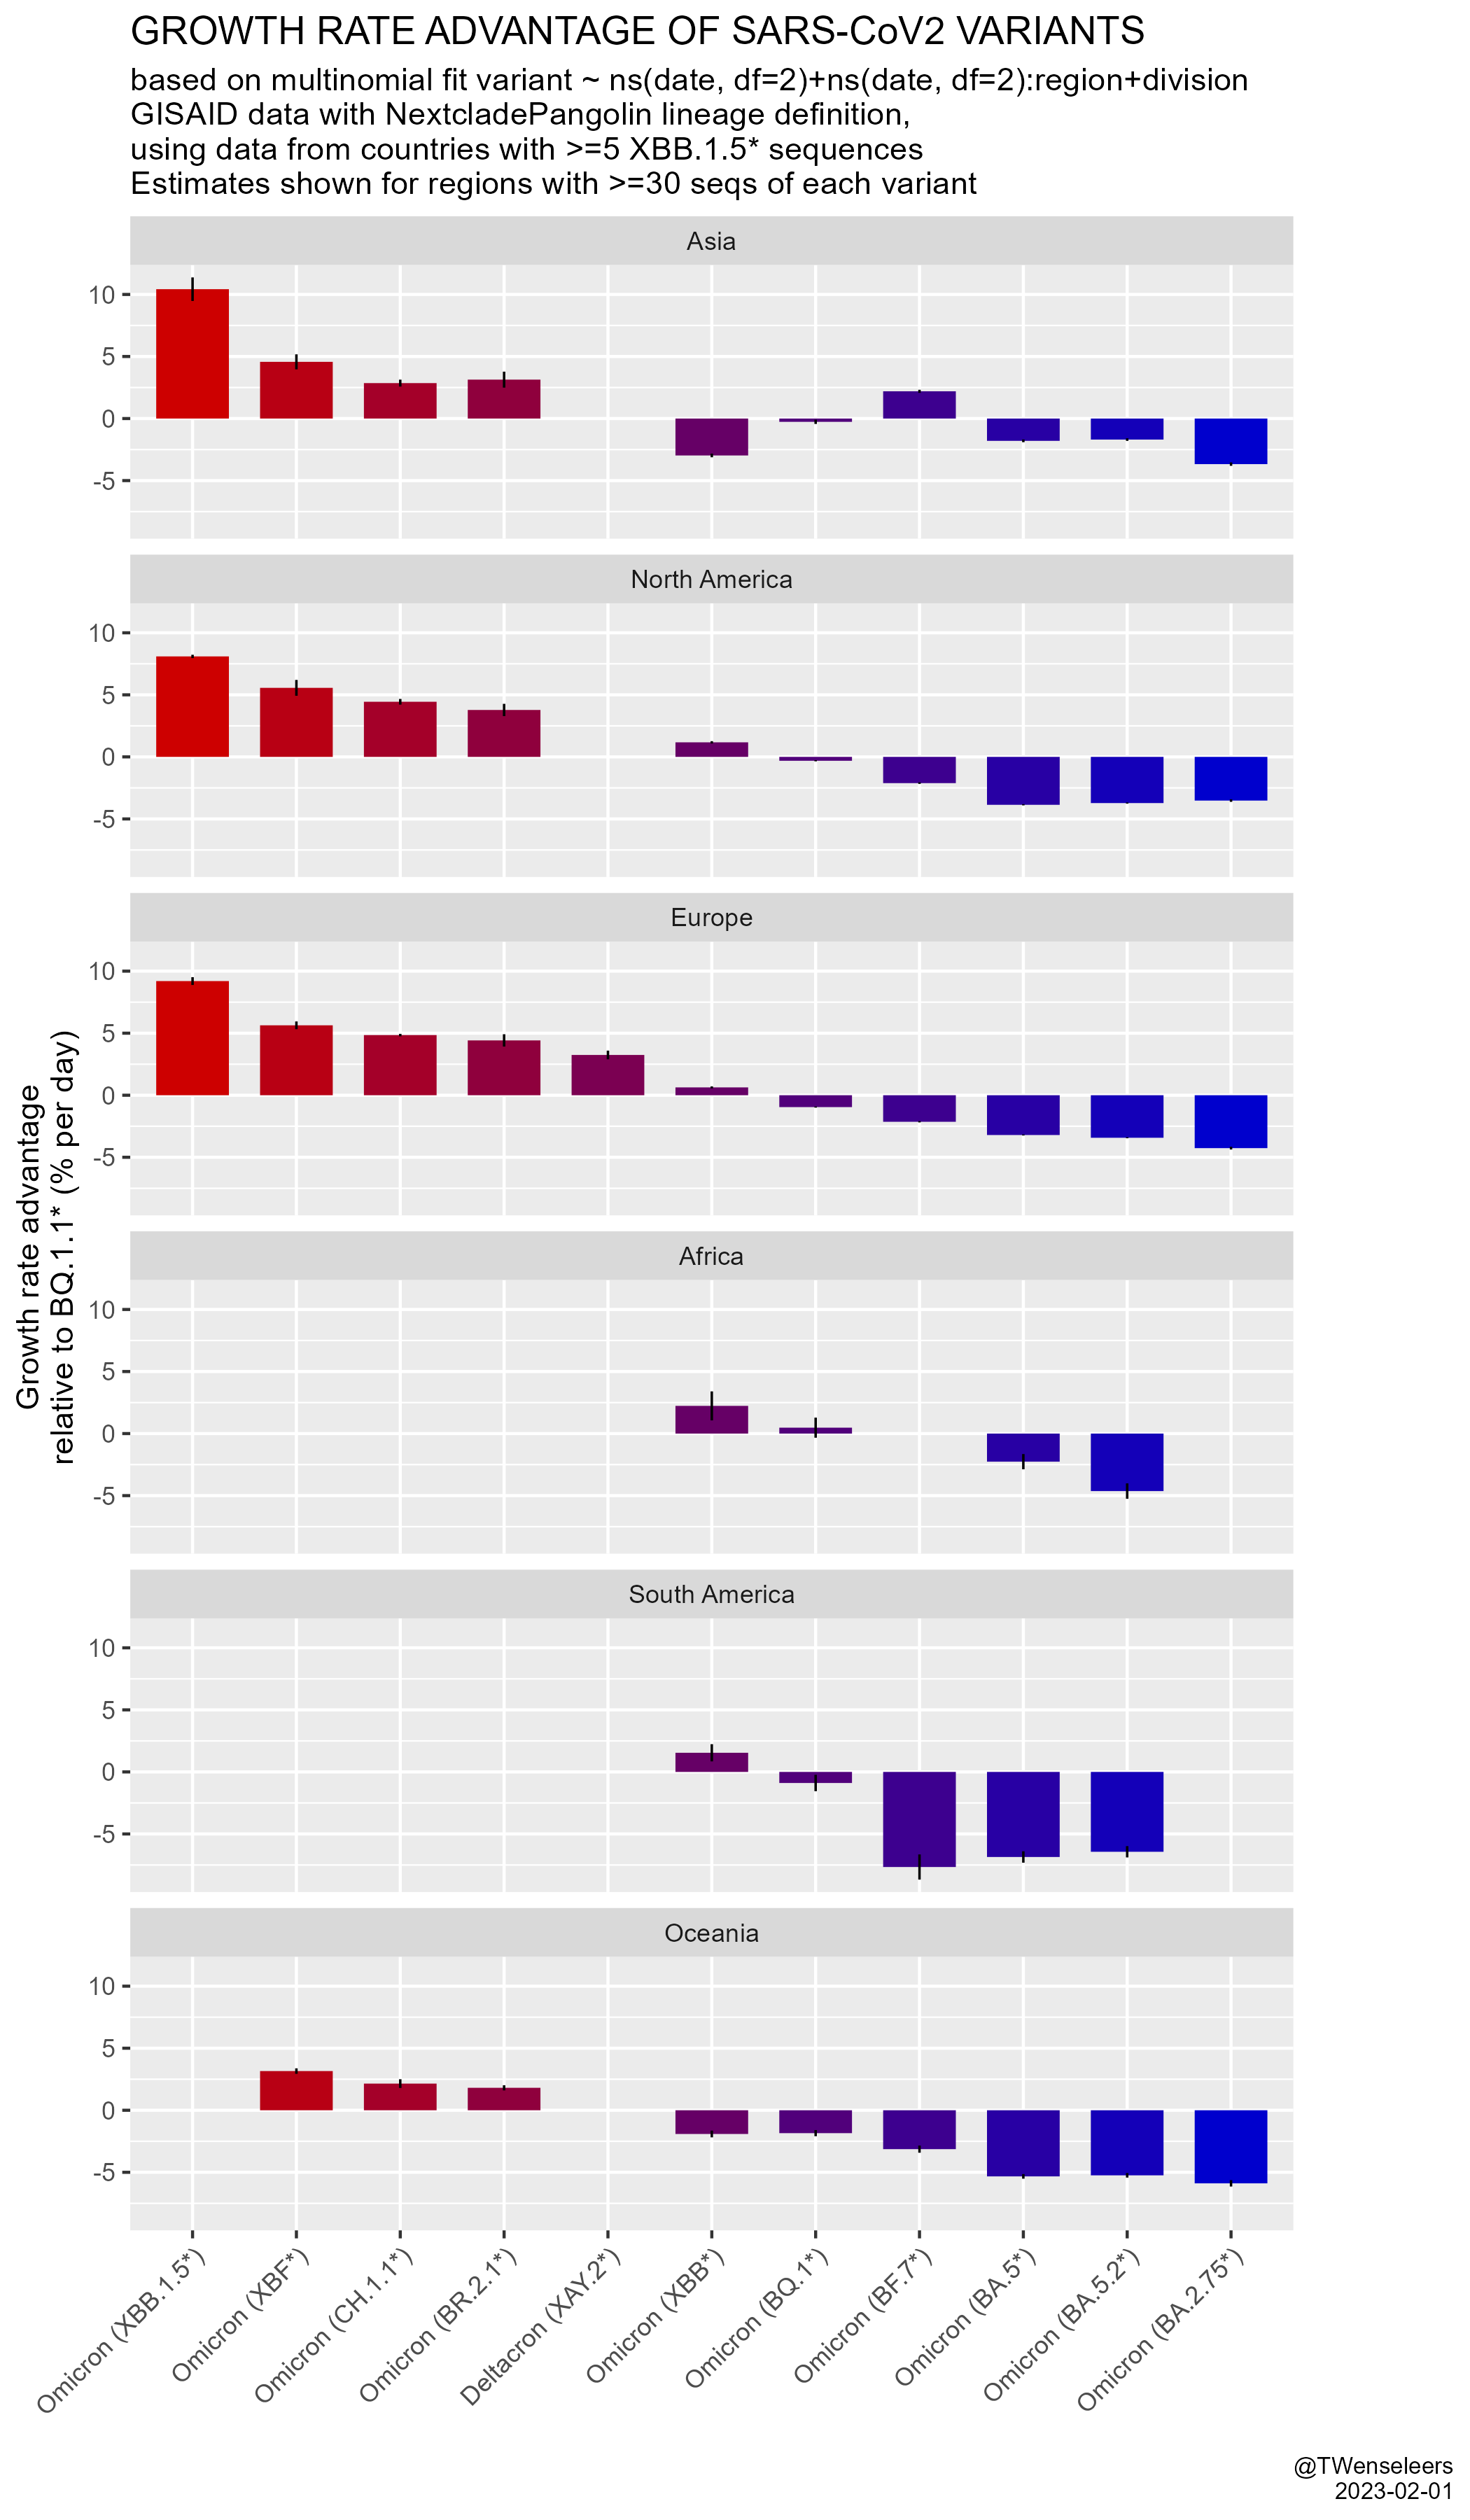 GROWTH RATE ADVANTAGE OF SARS-CoV2 VARIANTS
based on multinomial fit variant ~ ns(date, df=2)+ns(date, df=2):region+division
GISAID data with NextcladePangolin lineage definition,
using data from countries with >=5 XBB.1.5* sequences
Estimates shown for regions with >=30 seqs of each variant
Growth rate advantage
relative to BQ.1.1* (% per day)
Asia
10
5
0
-5
North America
10
5
0
-5
Europe
10
5
0
-5
Africa
10
5
0
-5
South America
10
5
0
-5
Oceania
10
5
0
-5
Omicron (XBB.1.5*)
Omicron (XBF*)
Omicron (CH.1.1*)
Omicron (BR.2.1*)
Deltacron (XAY.2*)
Omicron (XBB*)
Omicron (BQ.1*)
Omicron (BF.7*)
Omicron (BA.5*)
Omicron (BA.5.2*)
Omicron (BA.2.75*)
@TWenseleers
2023-02-01